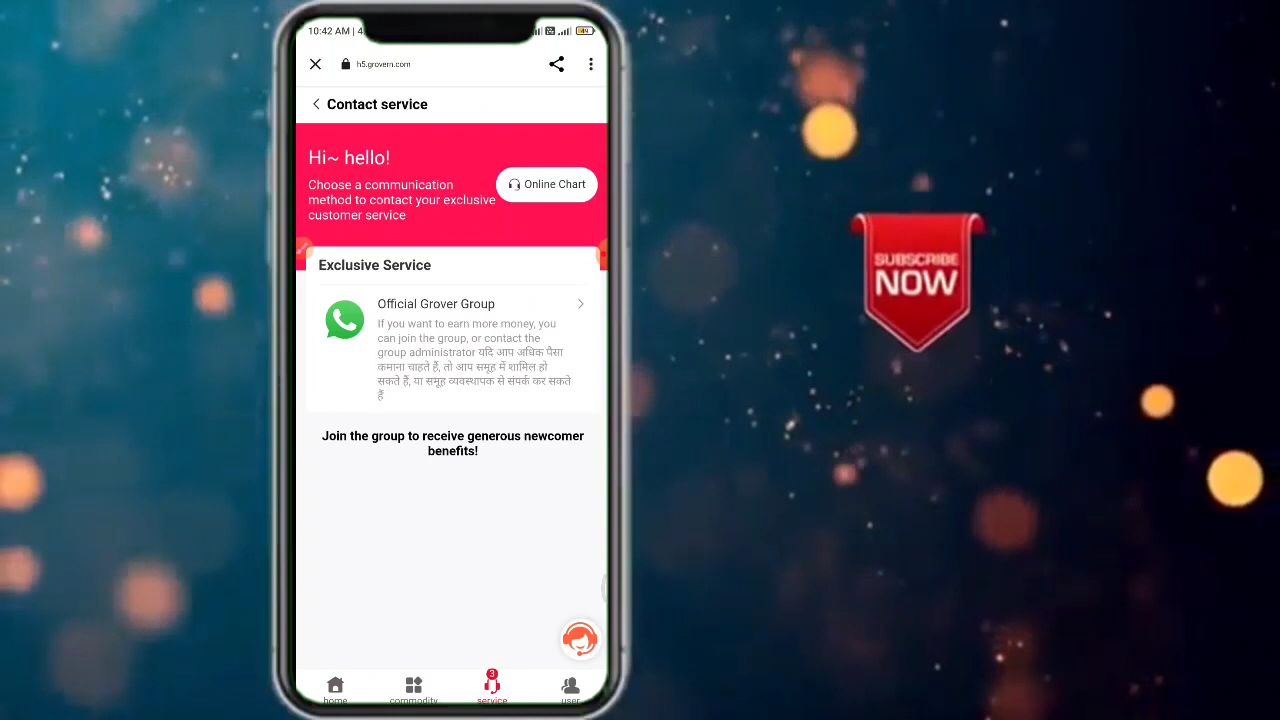 10:42 AM | 4
h5.grovern.com
Contact service
Hi~ hello!
Choose a communication
method to contact your exclusive
customer service
Online Chart
Exclusive Service
Official Grover Group
If you want to earn more money, you
can join the group, or contact the
group administrator यदि आप अधिक पैसा
कमाना चाहते हैं, तो आप समूह में शामिल हो
सकते हैं, या समूह व्यवस्थापक से संपर्क कर सकते
हैं
Join the group to receive generous newcomer
benefits!
3
home
commodity
service
user
SUBSCRIBE
NOW